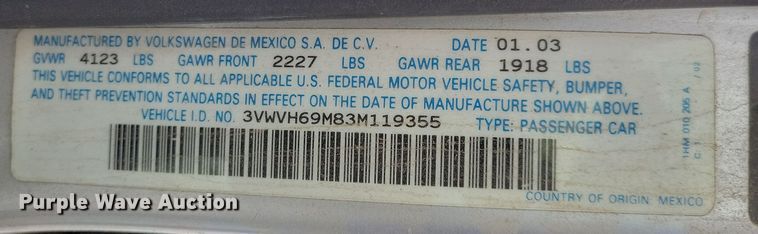 MANUFACTURED BY VOLKSWAGEN DE MEXICO S.A. DE C.V. DATE 01.03
GVWR 4123 LBS GAWR FRONT 2227 LBS GAWR REAR 1918 LBS
THIS VEHICLE CONFORMS TO ALL APPLICABLE U.S. FEDERAL MOTOR VEHICLE SAFETY, BUMPER,
AND THEFT PREVENTION STANDARDS IN EFFECT ON THE DATE OF MANUFACTURE SHOWN ABOVE.
VEHICLE I.D. NO. 3VWVH69M83M119355 TYPE: PASSENGER CAR
COUNTRY OF ORIGIN MEXICO
1HM 010 205 A
Purple Wave Auction